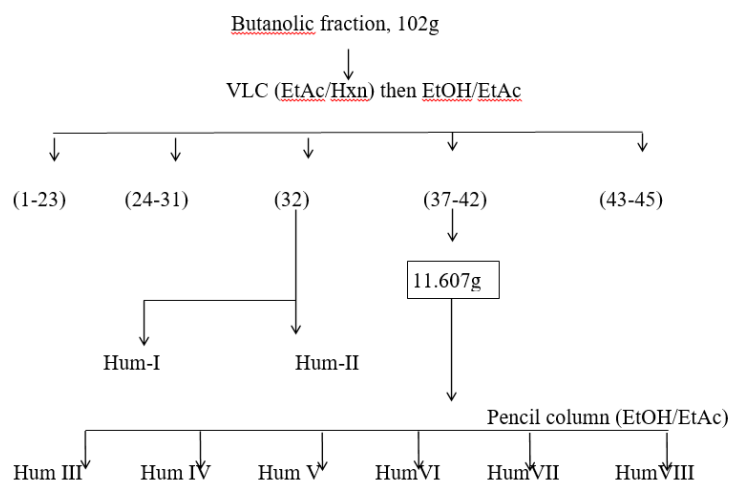 Butanolic fraction, 102g
VLC (EtAc/Hxn) then EtOH/EtAc
(1-23) (24-31) (32) (37-42) (43-45)
11.607g
Hum-I Hum-II
Pencil column (EtOH/EtAc)
Hum III Hum IV Hum V HumVI HumVII HumVIII